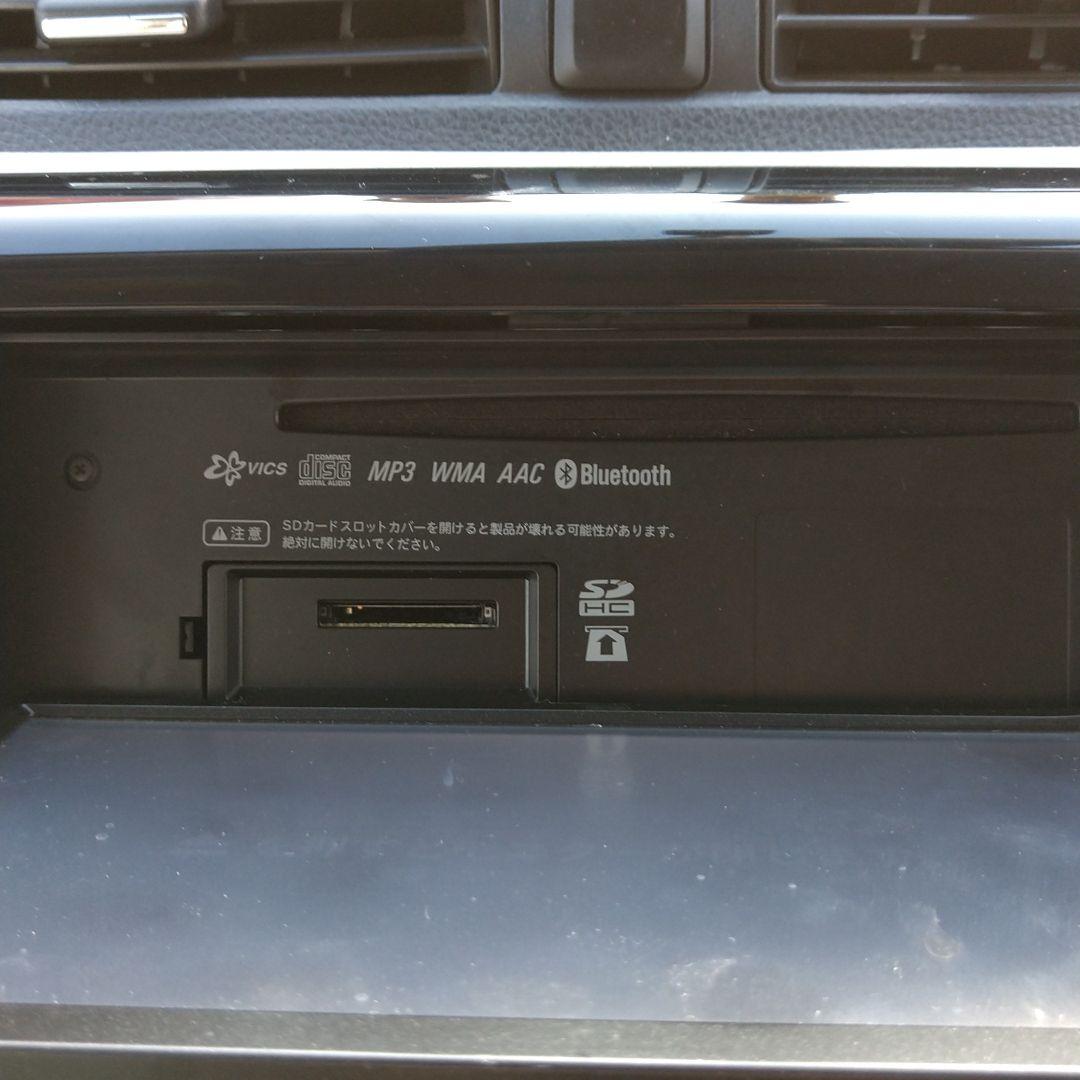 VICS COMPACT disc DIGITAL AUDIO MP3 WMA AAC Bluetooth
注意 SDカードスロットカバーを開けると製品が壊れる可能性があります。
絶対に開けないでください。
SD
HC